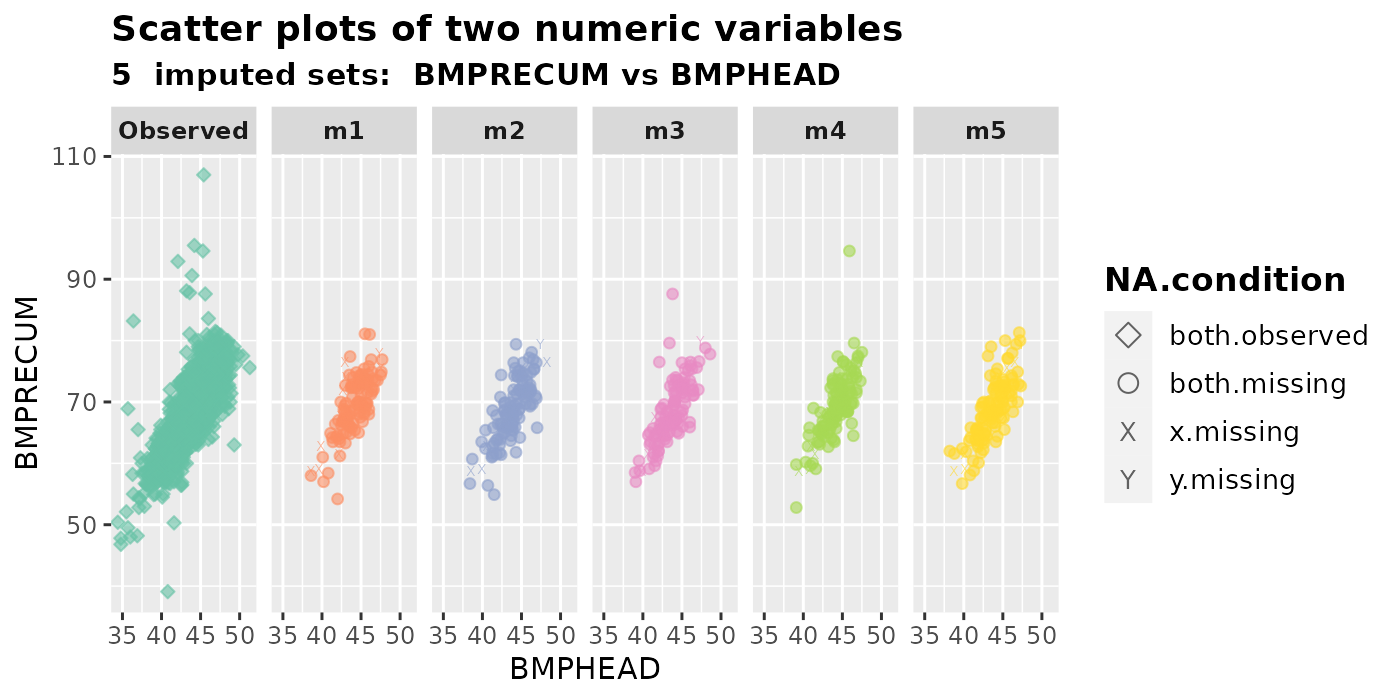 Scatter plots of two numeric variables
5 imputed sets: BMPRECUM vs BMPHEAD
Observed m1 m2 m3 m4 m5
110
90
70
50
BMPRECUM
35 40 45 50 35 40 45 50 35 40 45 50 35 40 45 50 35 40 45 50 35 40 45 50
BMPHEAD
NA.condition
both.observed
both.missing
X x.missing
Y y.missing